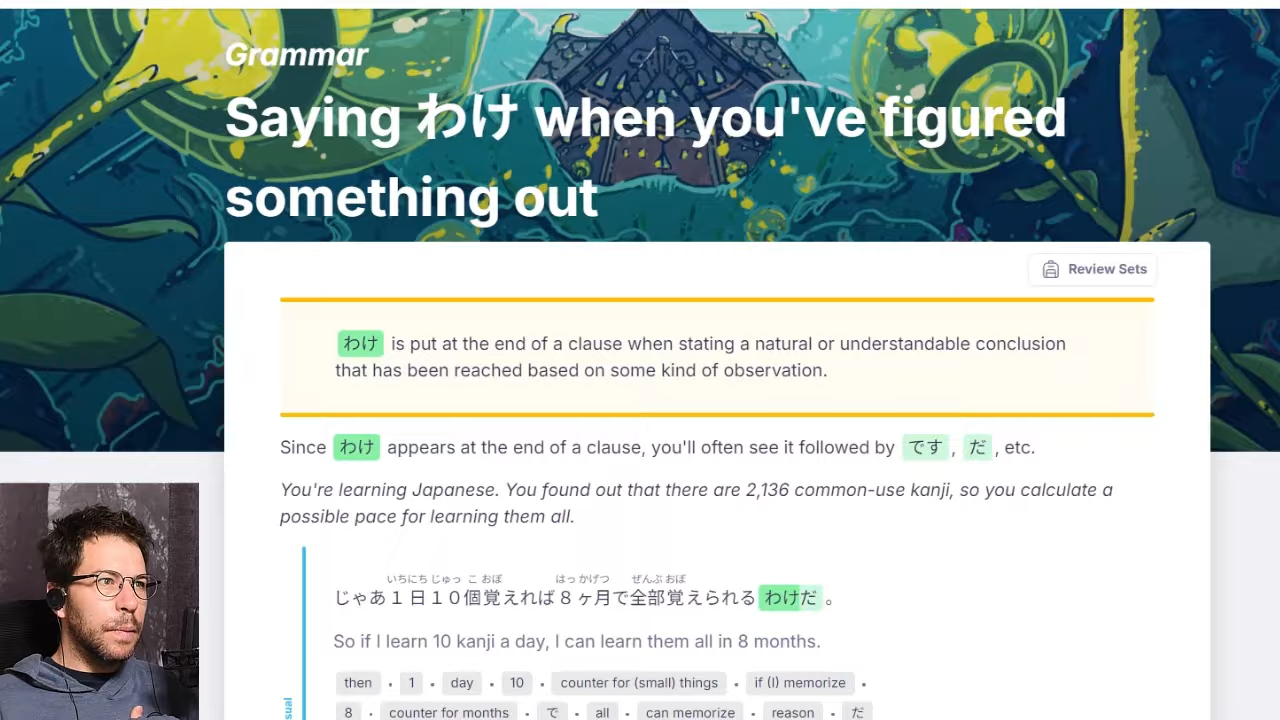 Grammar
Saying わけ when you've figured
something out
Review Sets
わけ is put at the end of a clause when stating a natural or understandable conclusion
that has been reached based on some kind of observation.
Since わけ appears at the end of a clause, you'll often see it followed by です, だ, etc.
You're learning Japanese. You found out that there are 2,136 common-use kanji, so you calculate a
possible pace for learning them all.
いちにち じゅっ こ おぼ はっ かげつ ぜんぶ おぼ
じゃあ１日１０個覚えれば８ヶ月で全部覚えられるわけだ。
So if I learn 10 kanji a day, I can learn them all in 8 months.
then • 1 • day • 10 • counter for (small) things • if (I) memorize •
8 • counter for months • で • all • can memorize • reason • だ